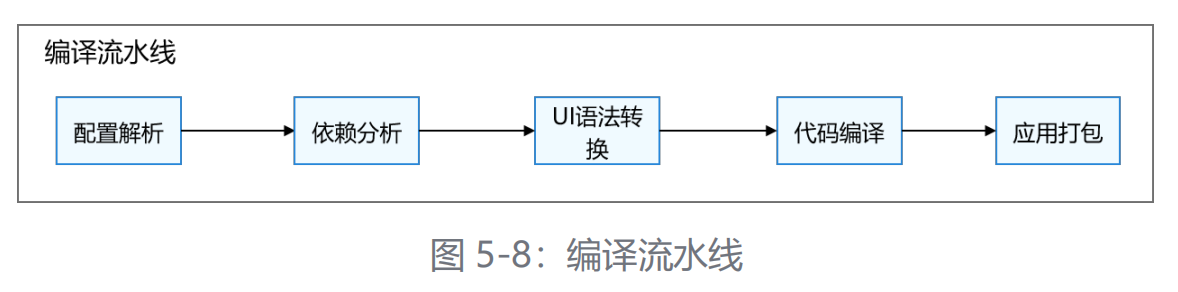 编译流水线
配置解析
依赖分析
UI语法转
换
代码编译
应用打包
图 5-8：编译流水线